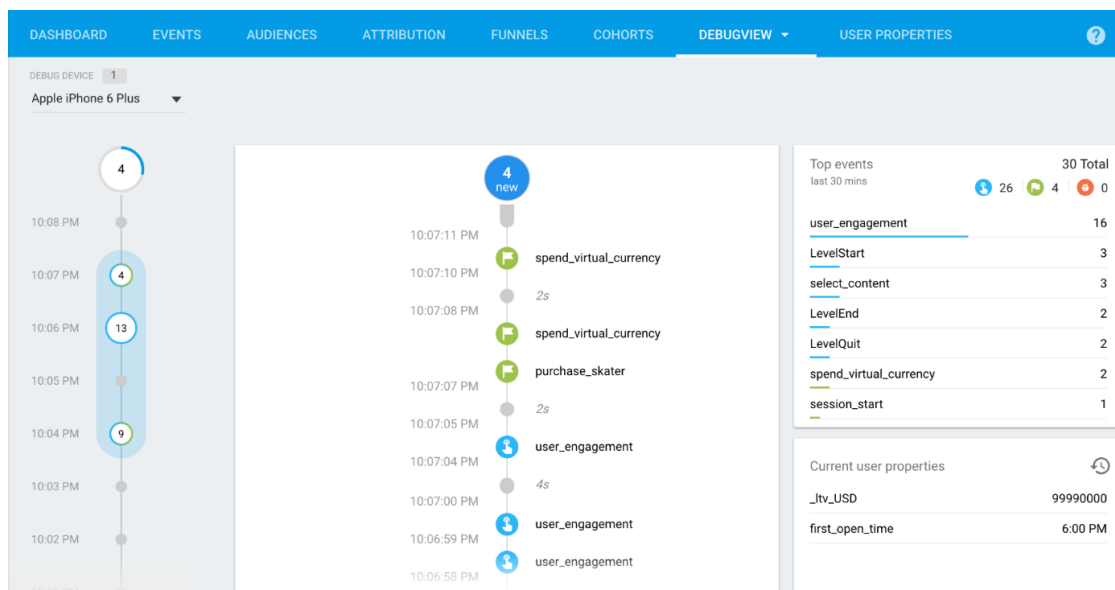 DASHBOARD EVENTS AUDIENCES ATTRIBUTION FUNNELS COHORTS DEBUGVIEW USER PROPERTIES ?
DEBUG DEVICE 1
Apple iPhone 6 Plus
4
10:08 PM
10:07 PM 4
10:06 PM 13
10:05 PM
10:04 PM 9
10:03 PM
10:02 PM
4
new
10:07:11 PM
spend_virtual_currency
10:07:10 PM
2s
10:07:08 PM
spend_virtual_currency
purchase_skater
10:07:07 PM
2s
10:07:05 PM
user_engagement
10:07:04 PM
4s
10:07:00 PM
user_engagement
10:06:59 PM
user_engagement
10:06:58 PM
Top events 30 Total
last 30 mins 26 4 0
user_engagement 16
LevelStart 3
select_content 3
LevelEnd 2
LevelQuit 2
spend_virtual_currency 2
session_start 1
Current user properties
_ltv_USD 99990000
first_open_time 6:00 PM